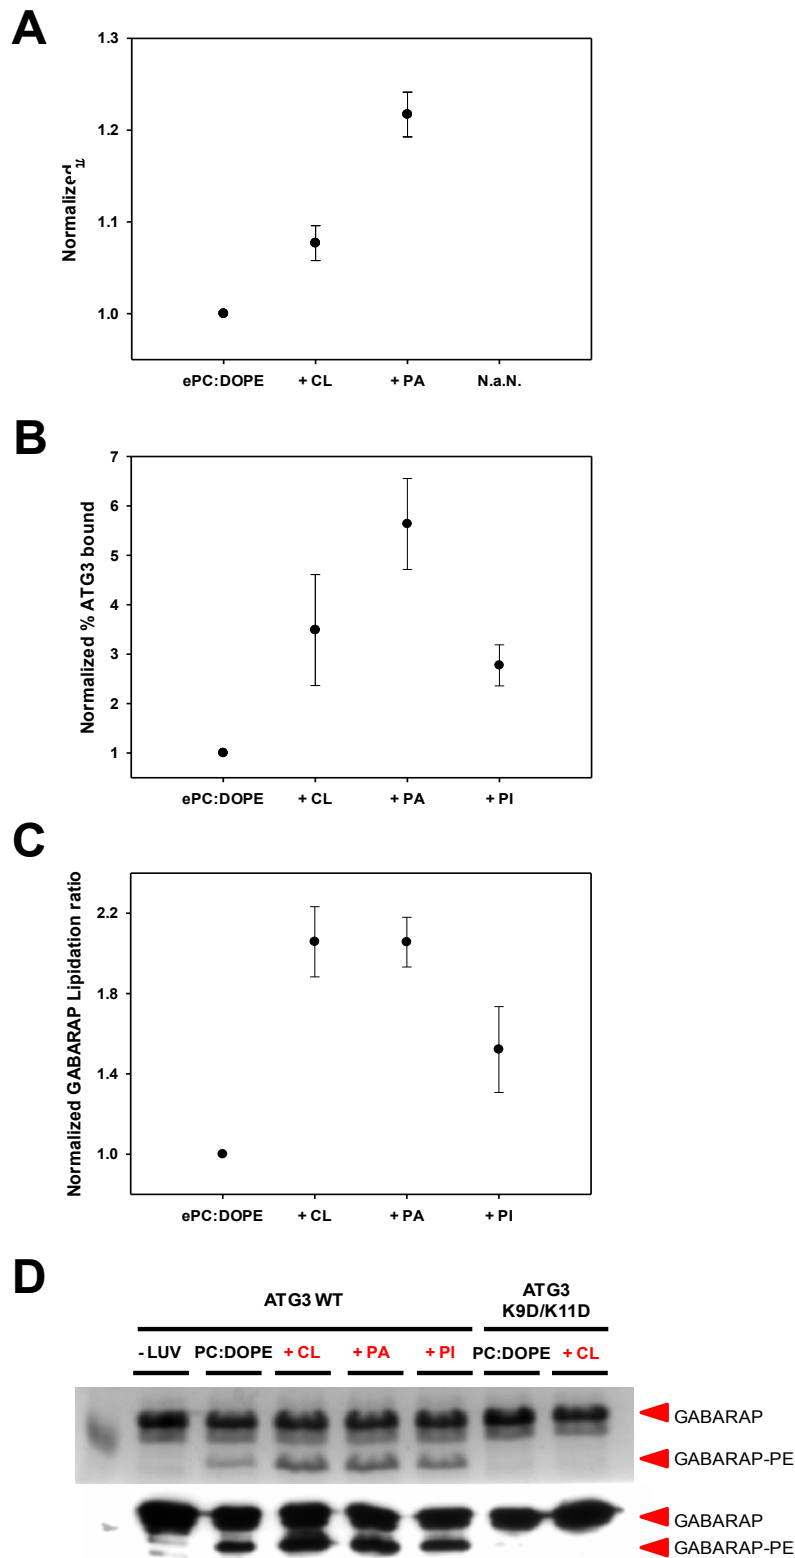 A
1.3
1.2
1.1
1.0
Normalized π
ePC:DOPE + CL + PA N.a.N.
B
7
6
5
4
3
2
1
Normalized % ATG3 bound
ePC:DOPE + CL + PA + PI
C
2.2
1.8
1.4
1.0
Normalized GABARAP Lipidation ratio
ePC:DOPE + CL + PA + PI
D
ATG3 WT
ATG3
K9D/K11D
- LUV PC:DOPE + CL + PA + PI PC:DOPE + CL
GABARAP
GABARAP-PE
GABARAP
GABARAP-PE